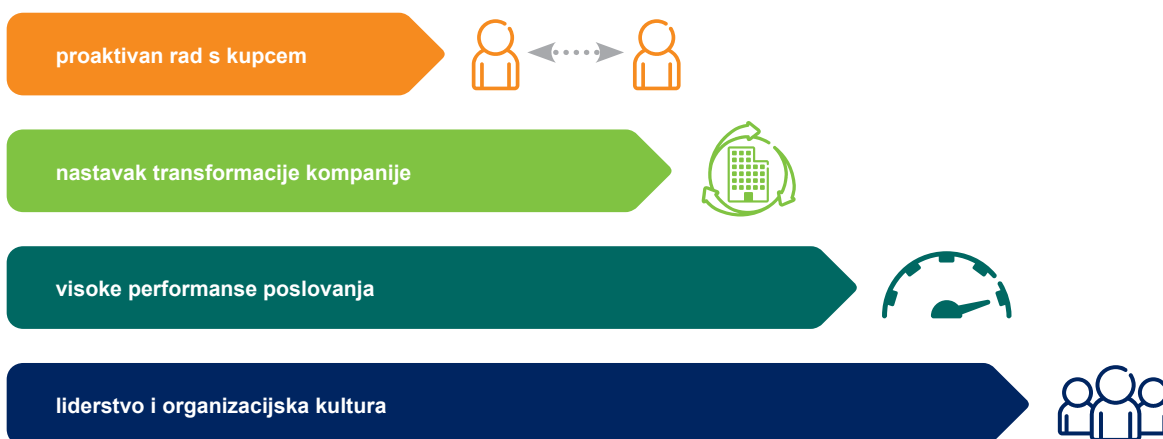 proaktivan rad s kupcem
nastavak transformacije kompanije
visoke performanse poslovanja
liderstvo i organizacijska kultura